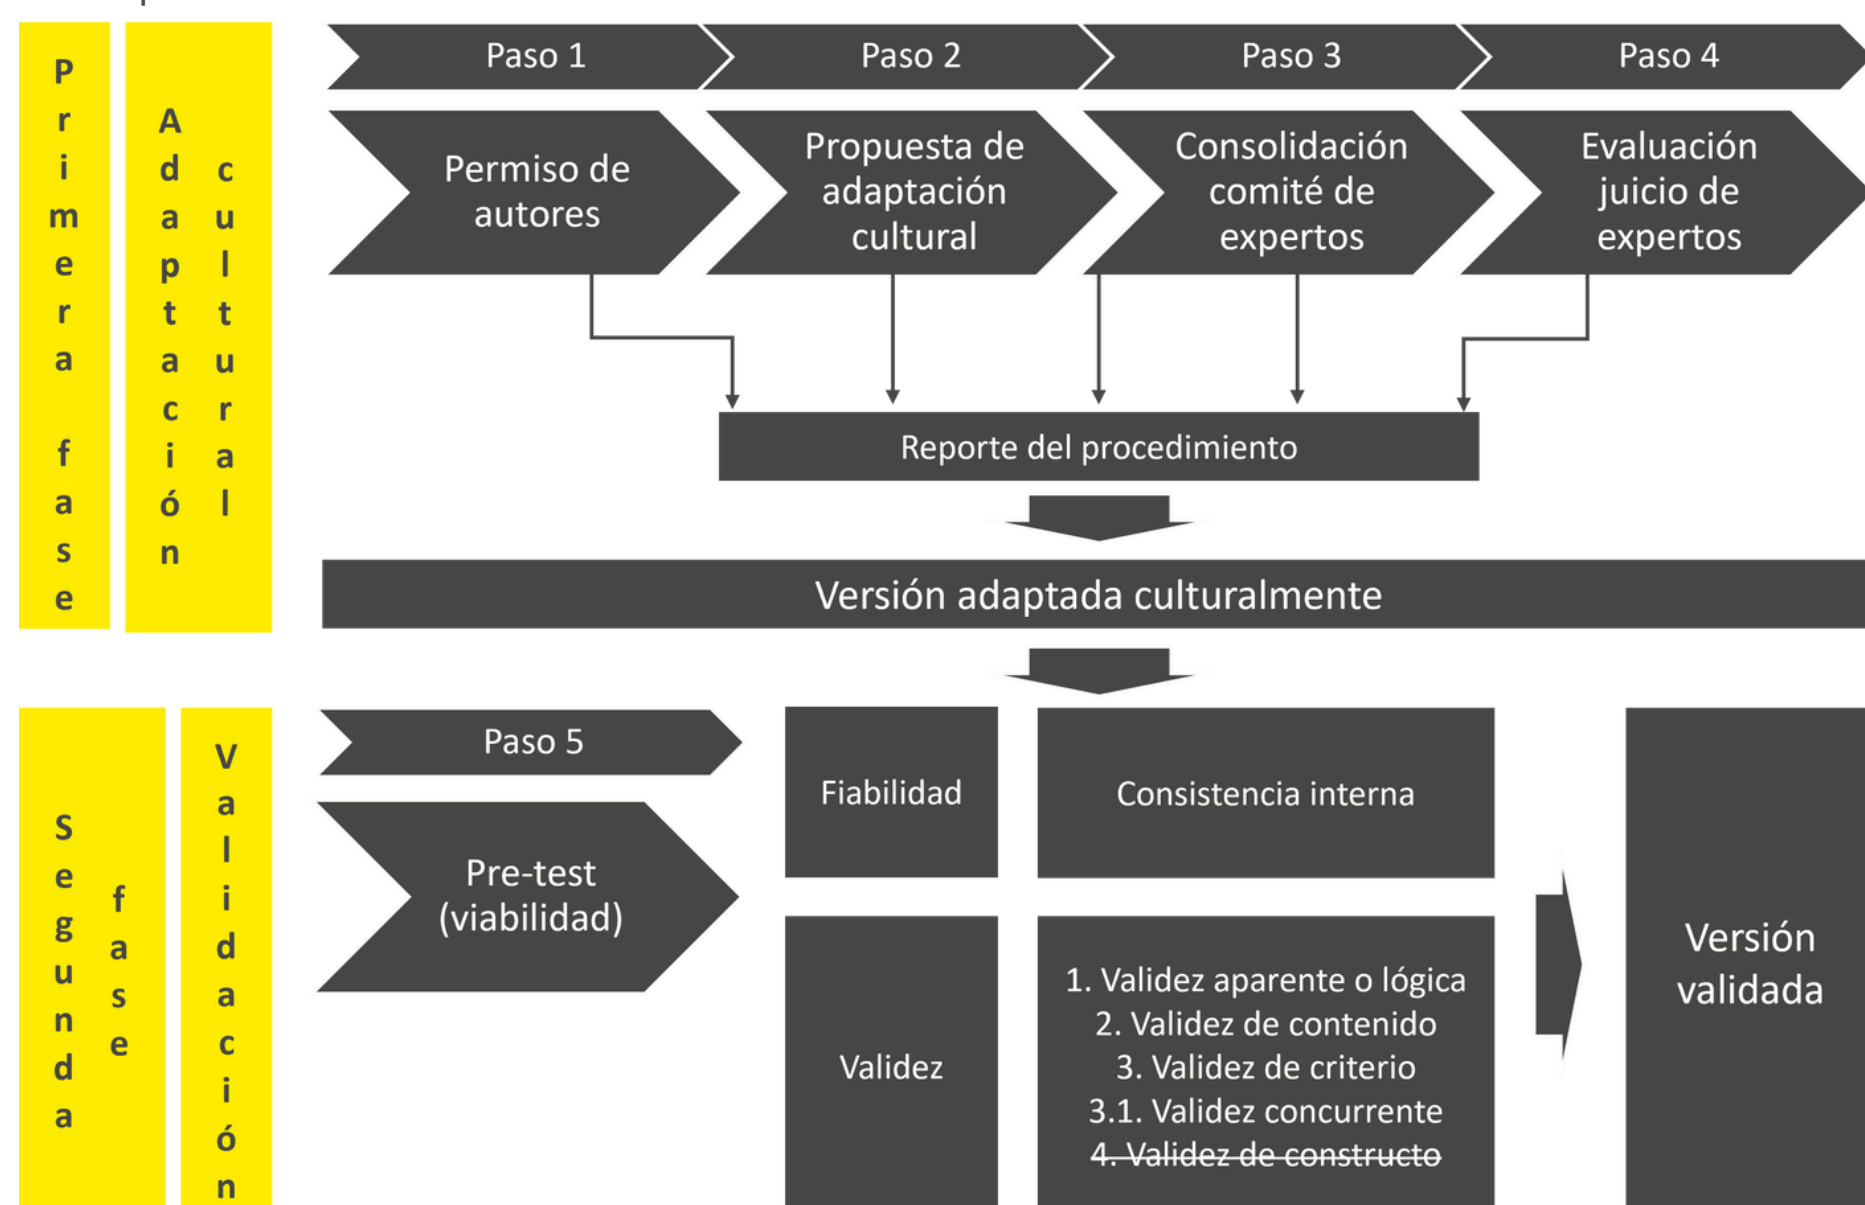 Primera fase
Adaptación
cultural
Paso 1
Paso 2
Paso 3
Paso 4
Permiso de
autores
Propuesta de
adaptación
cultural
Consolidación
comité de
expertos
Evaluación
juicio de
expertos
Reporte del procedimiento
Versión adaptada culturalmente
Segunda
fase
Validación
Paso 5
Pre-test
(viabilidad)
Fiabilidad
Consistencia interna
Validez
1. Validez aparente o lógica
2. Validez de contenido
3. Validez de criterio
3.1. Validez concurrente
4. Validez de constructo
Versión
validada